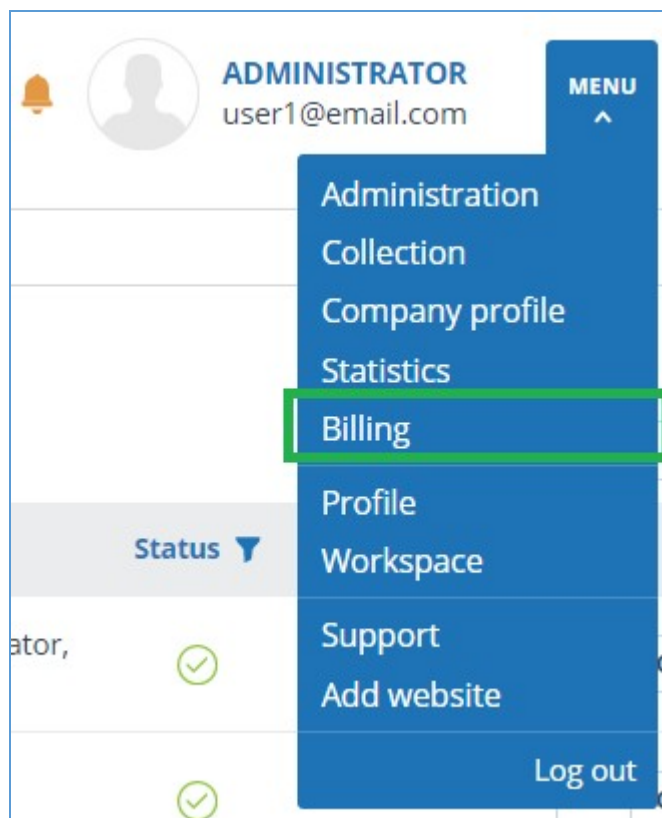 ADMINISTRATOR
user1@email.com
MENU
Administration
Collection
Company profile
Statistics
Billing
Profile
Status
Workspace
ator,
Support
Add website
Log out